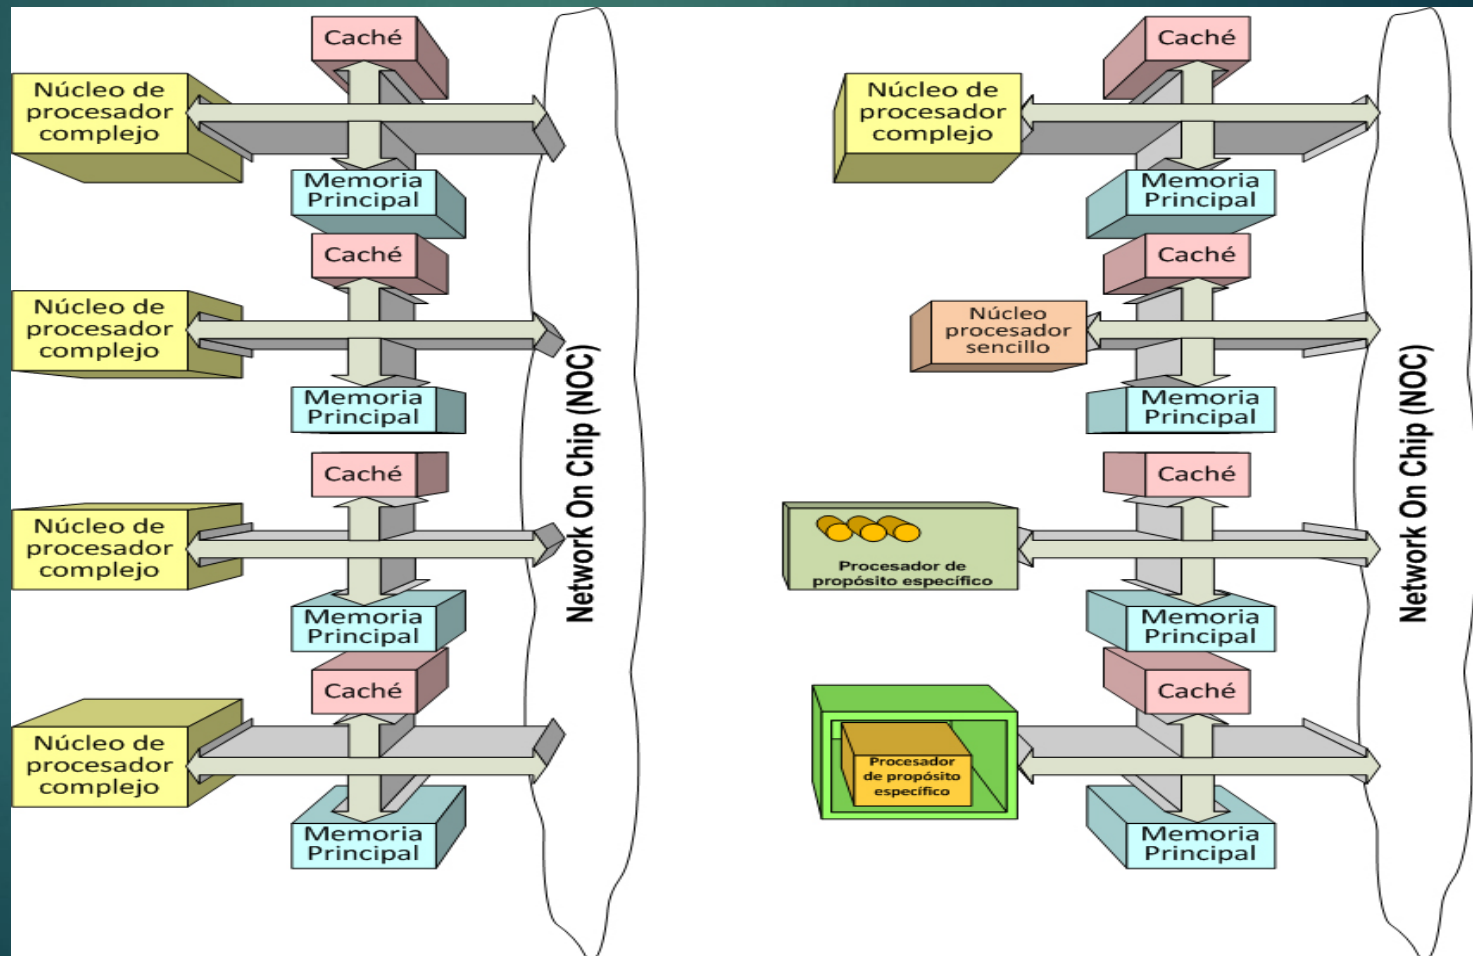 Caché
Núcleo de
procesador
complejo
Memoria
Principal
Caché
Núcleo de
procesador
complejo
Memoria
Principal
Caché
Núcleo de
procesador
complejo
Memoria
Principal
Caché
Núcleo de
procesador
complejo
Memoria
Principal
Network On Chip (NOC)
Caché
Núcleo de
procesador
complejo
Memoria
Principal
Caché
Núcleo
procesador
sencillo
Memoria
Principal
Caché
Procesador de
propósito específico
Memoria
Principal
Caché
Procesador
de propósito
específico
Memoria
Principal
Network On Chip (NOC)